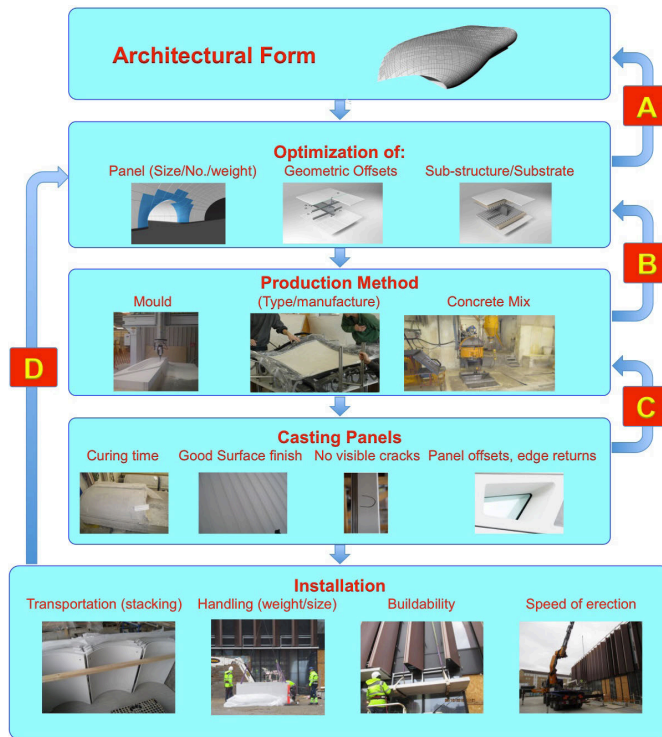 Architectural Form
A
Optimization of:
Panel (Size/No./weight)
Geometric Offsets
Sub-structure/Substrate
B
Production Method
Mould
(Type/manufacture)
Concrete Mix
D
C
Casting Panels
Curing time
Good Surface finish
No visible cracks
Panel offsets, edge returns
Installation
Transportation (stacking)
Handling (weight/size)
Buildability
Speed of erection